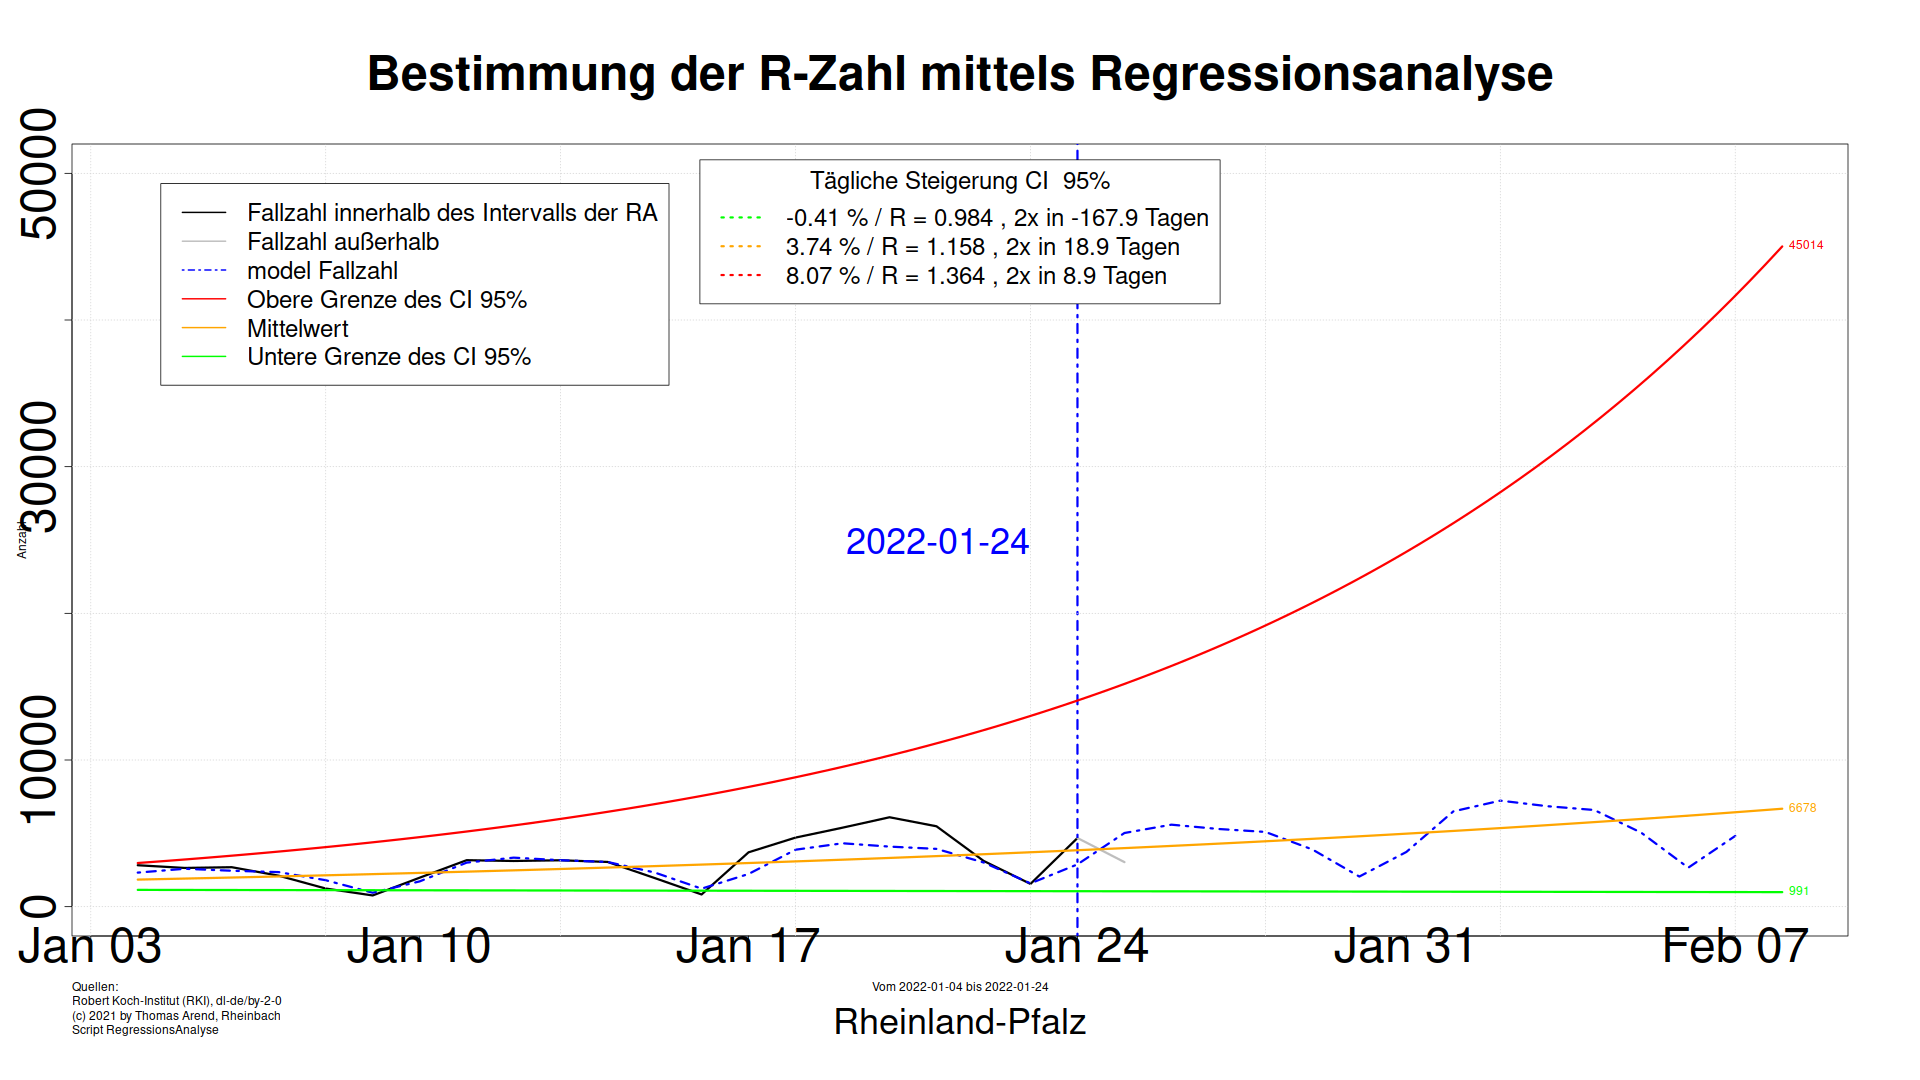 Bestimmung der R-Zahl mittels Regressionsanalyse
50000
30000
10000
0
Anzahl
Fallzahl innerhalb des Intervalls der RA
Fallzahl außerhalb
model Fallzahl
Obere Grenze des CI 95%
Mittelwert
Untere Grenze des CI 95%
Tägliche Steigerung CI 95%
-0.41 % / R = 0.984 , 2x in -167.9 Tagen
3.74 % / R = 1.158 , 2x in 18.9 Tagen
8.07 % / R = 1.364 , 2x in 8.9 Tagen
45014
2022-01-24
6678
991
Jan 03 Jan 10 Jan 17 Jan 24 Jan 31 Feb 07
Quellen:
Robert Koch-Institut (RKI), dl-de/by-2-0
(c) 2021 by Thomas Arend, Rheinbach
Script RegressionsAnalyse
Vom 2022-01-04 bis 2022-01-24
Rheinland-Pfalz